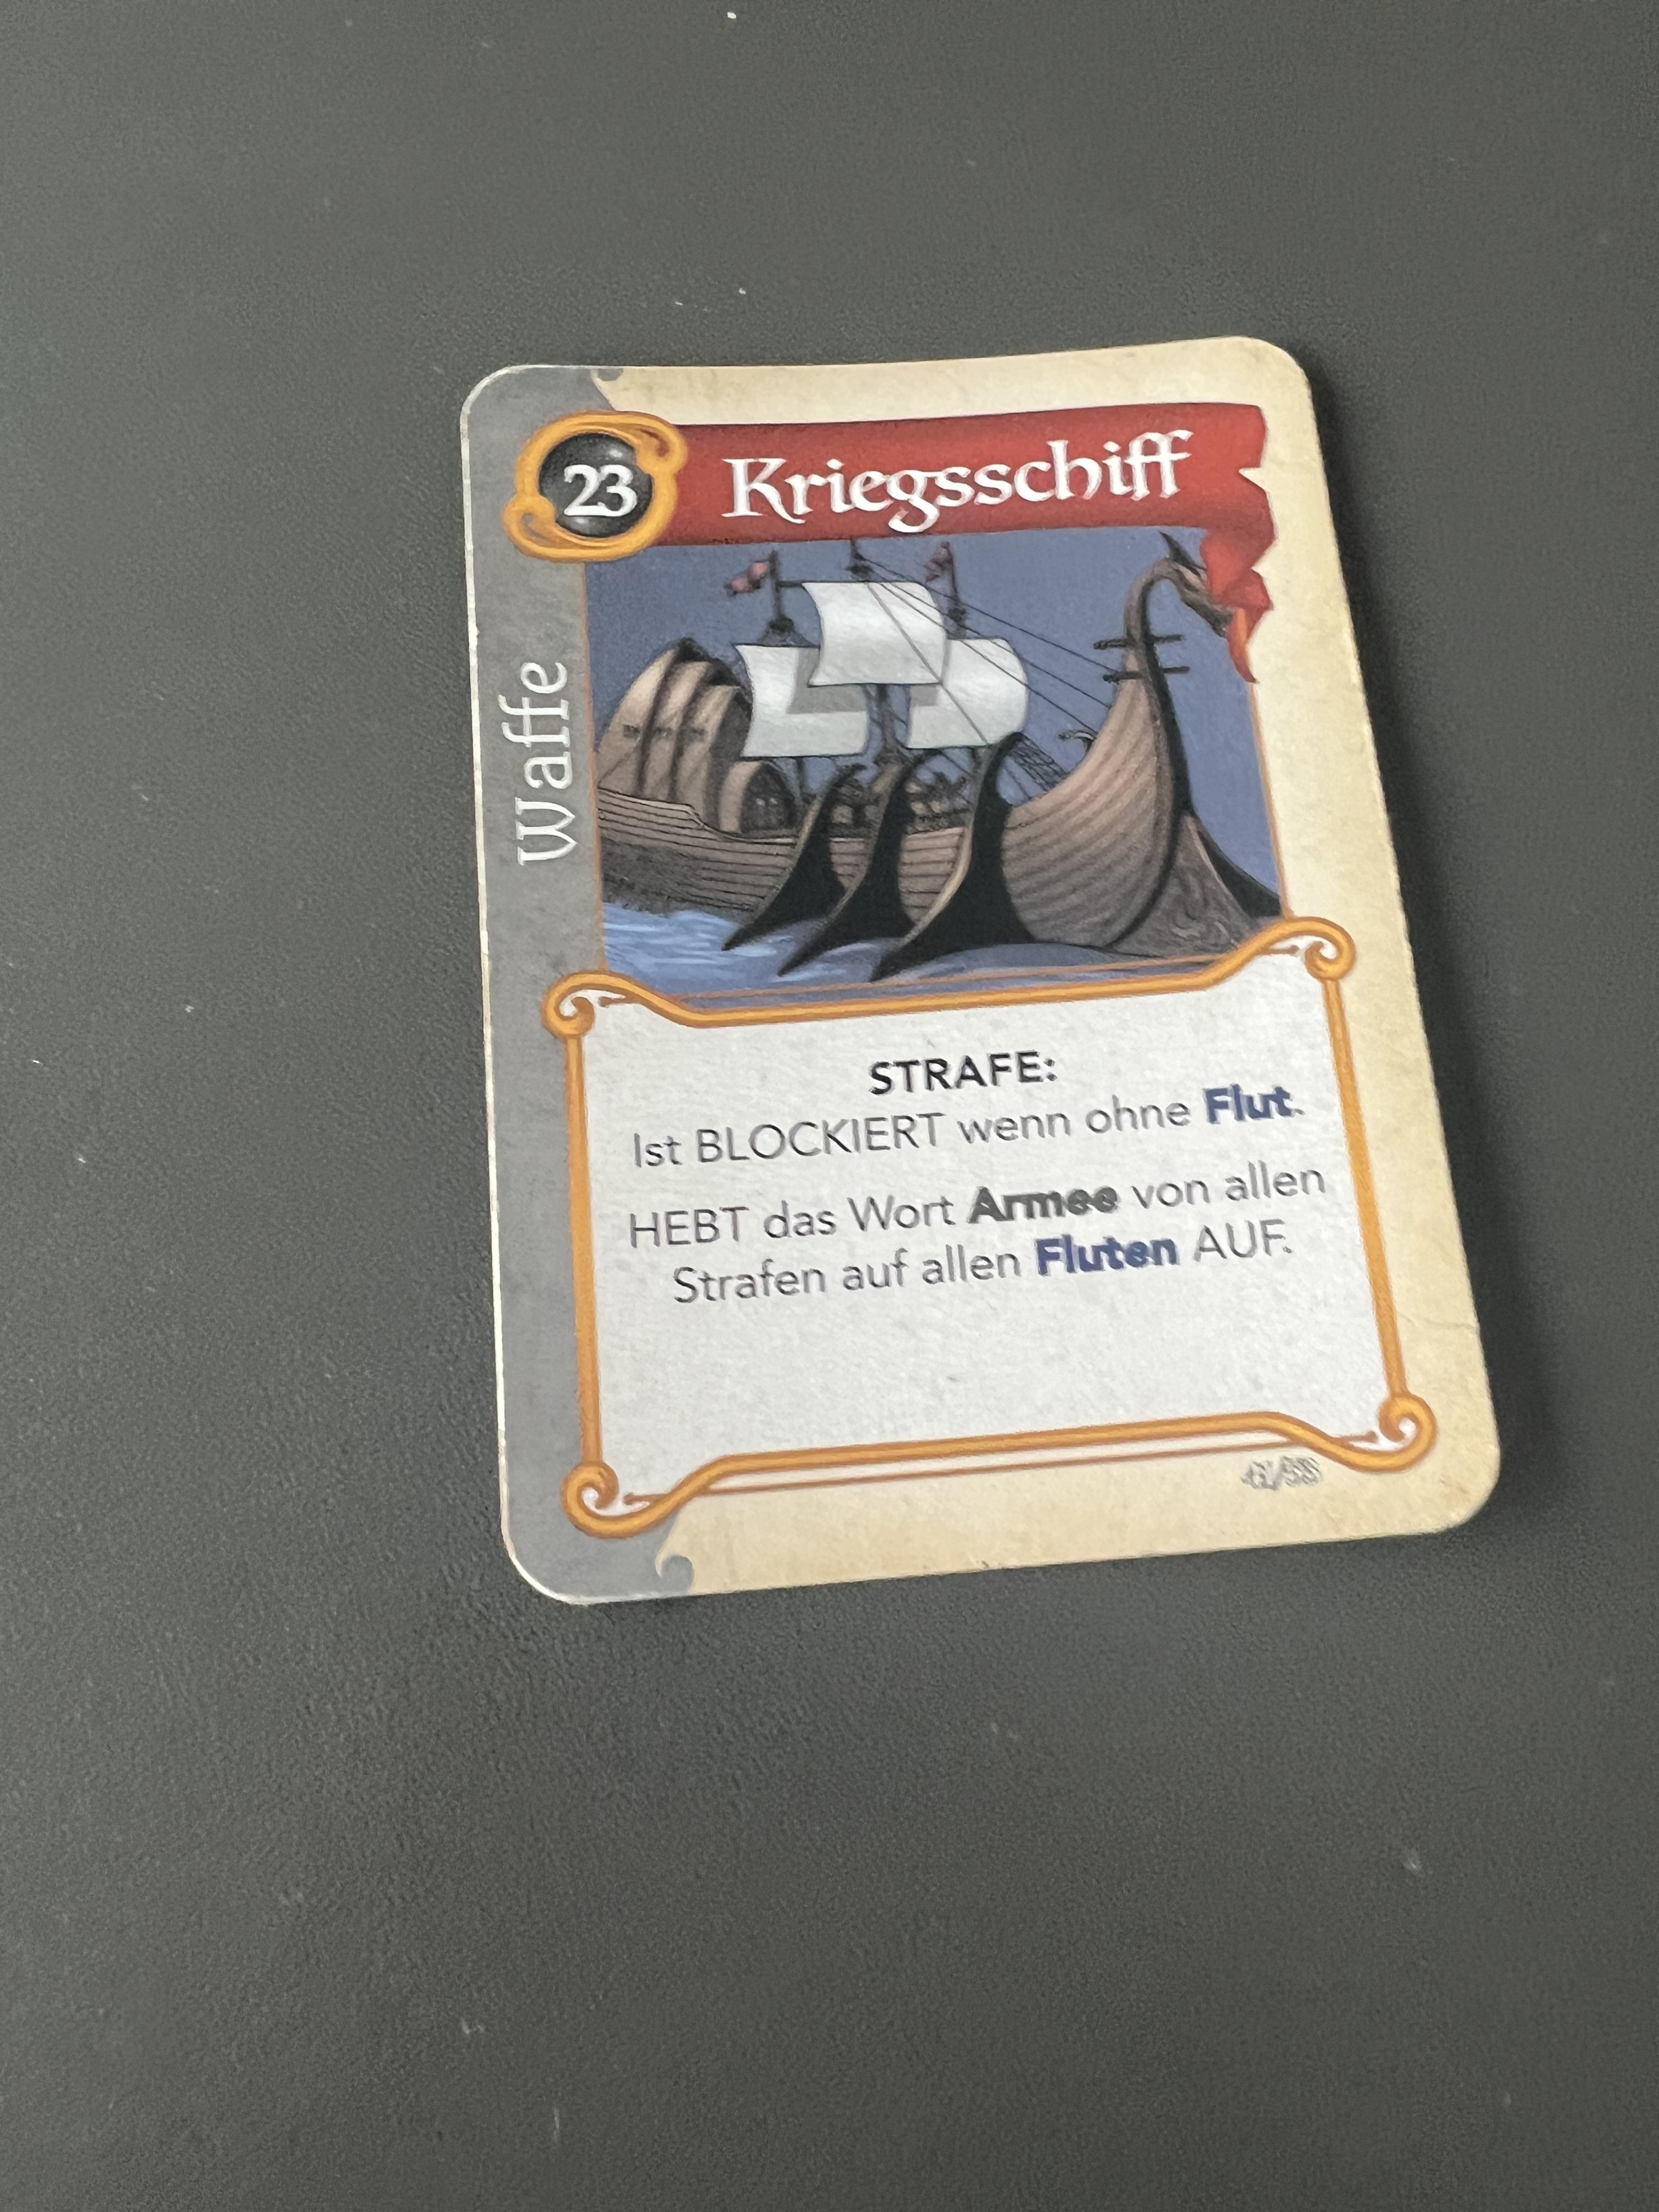 23
Kriegsschiff
Waffe
STRAFE:
Ist BLOCKIERT wenn ohne Flut.
HEBT das Wort Armee von allen
Strafen auf allen Fluten AUF.